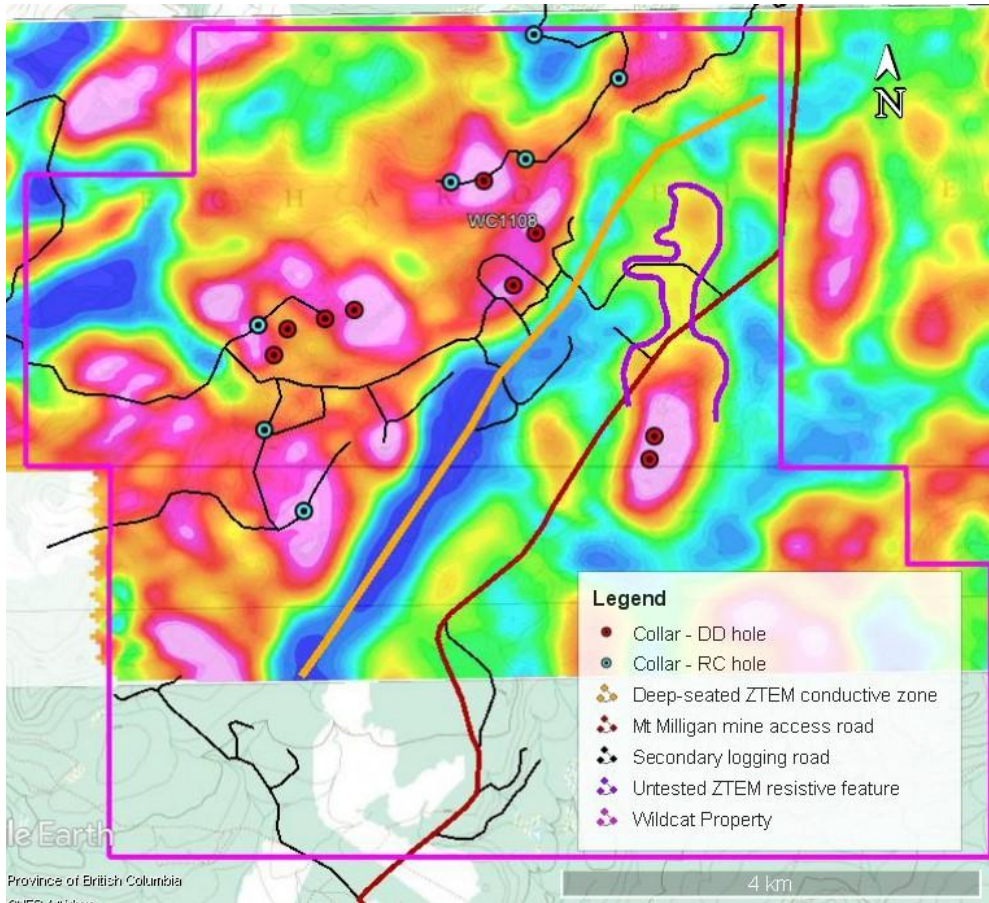 N
N E C H A K O P L A T E
WC1108
Legend
Collar - DD hole
Collar - RC hole
Deep-seated ZTEM conductive zone
Mt Milligan mine access road
Secondary logging road
Untested ZTEM resistive feature
Wildcat Property
4 km
le Earth
Province of British Columbia